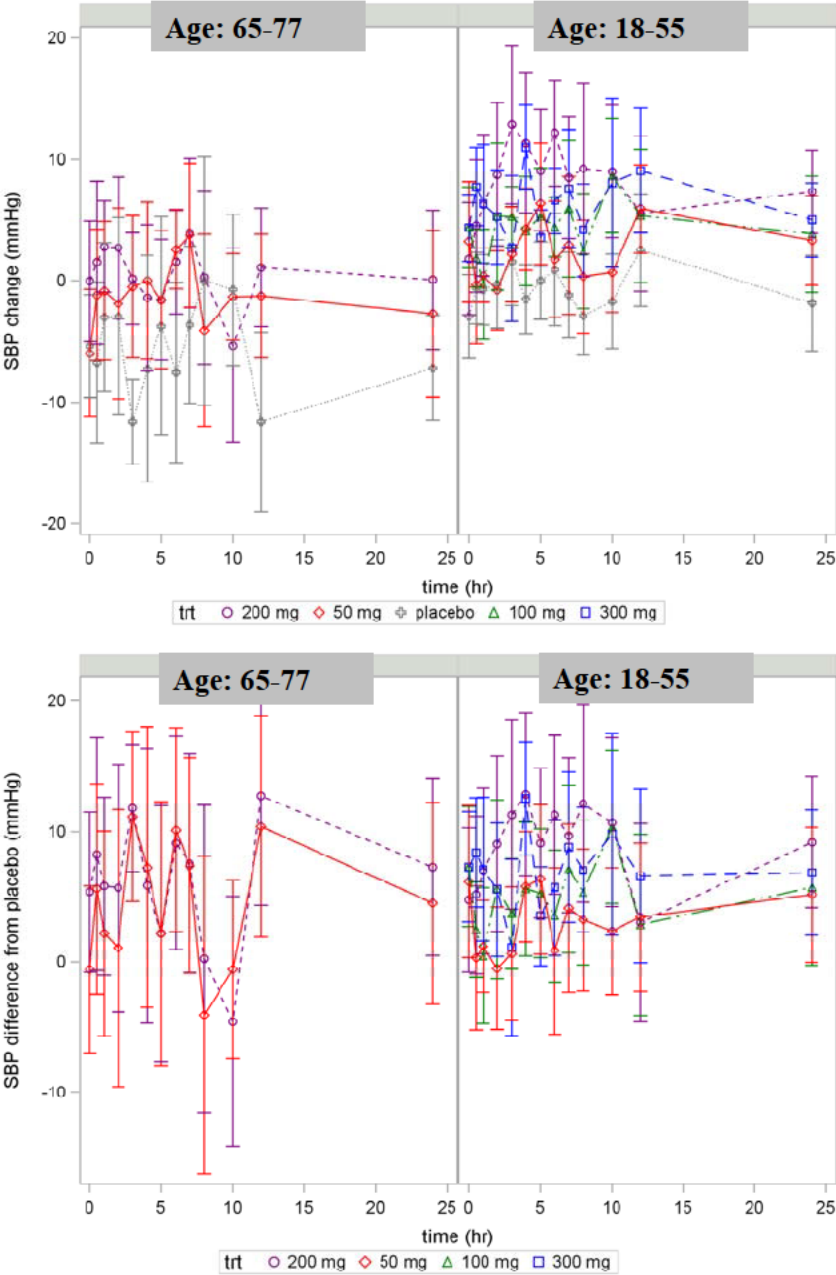 Age: 65-77
Age: 18-55
SBP change (mmHg)
20
10
0
-10
-20
0 5 10 15 20 25 0 5 10 15 20 25
time (hr)
trt 200 mg 50 mg placebo 100 mg 300 mg
Age: 65-77
Age: 18-55
SBP difference from placebo (mmHg)
20
10
0
-10
0 5 10 15 20 25 0 5 10 15 20 25
time (hr)
trt 200 mg 50 mg 100 mg 300 mg